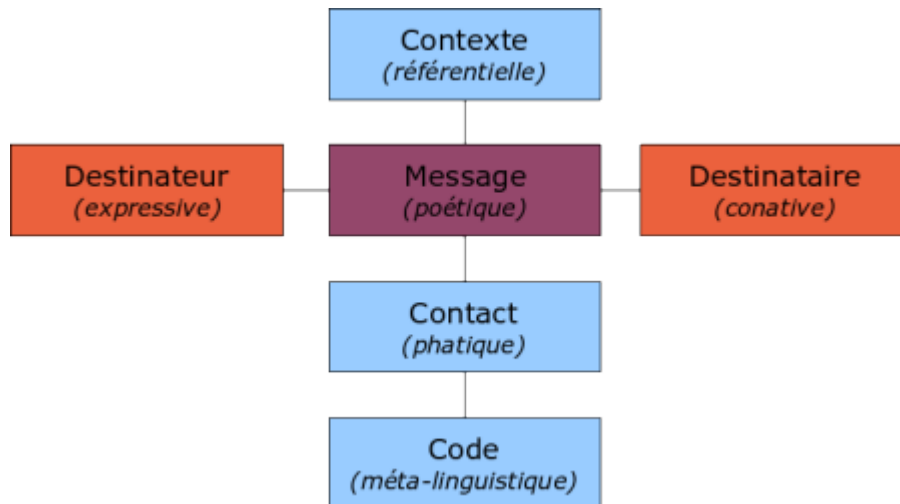 Contexte
(référentielle)
Destinateur
(expressive)
Message
(poétique)
Destinataire
(conative)
Contact
(phatique)
Code
(méta-linguistique)